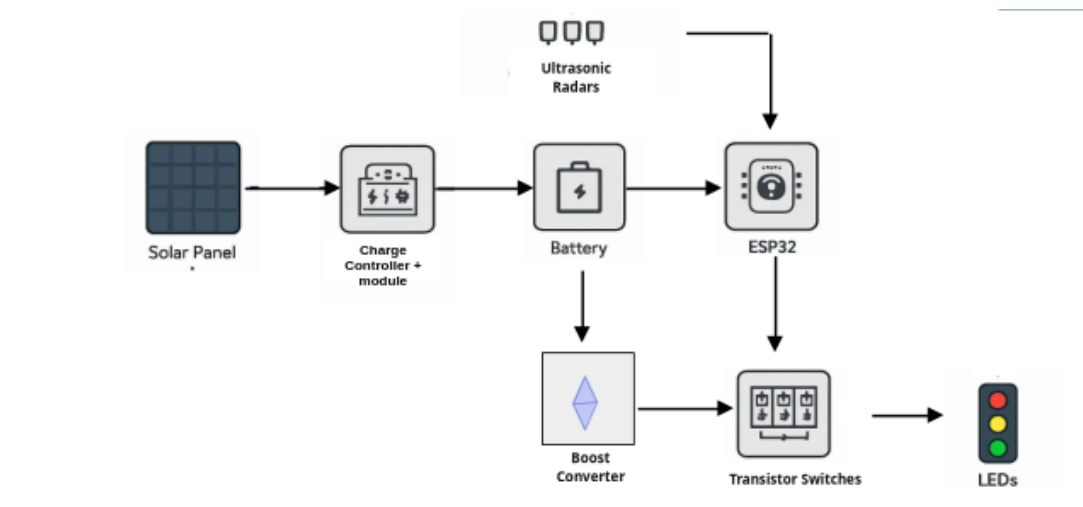 Ultrasonic
Radars
Solar Panel
Charge
Controller +
module
Battery
ESP32
Boost
Converter
Transistor Switches
LEDs